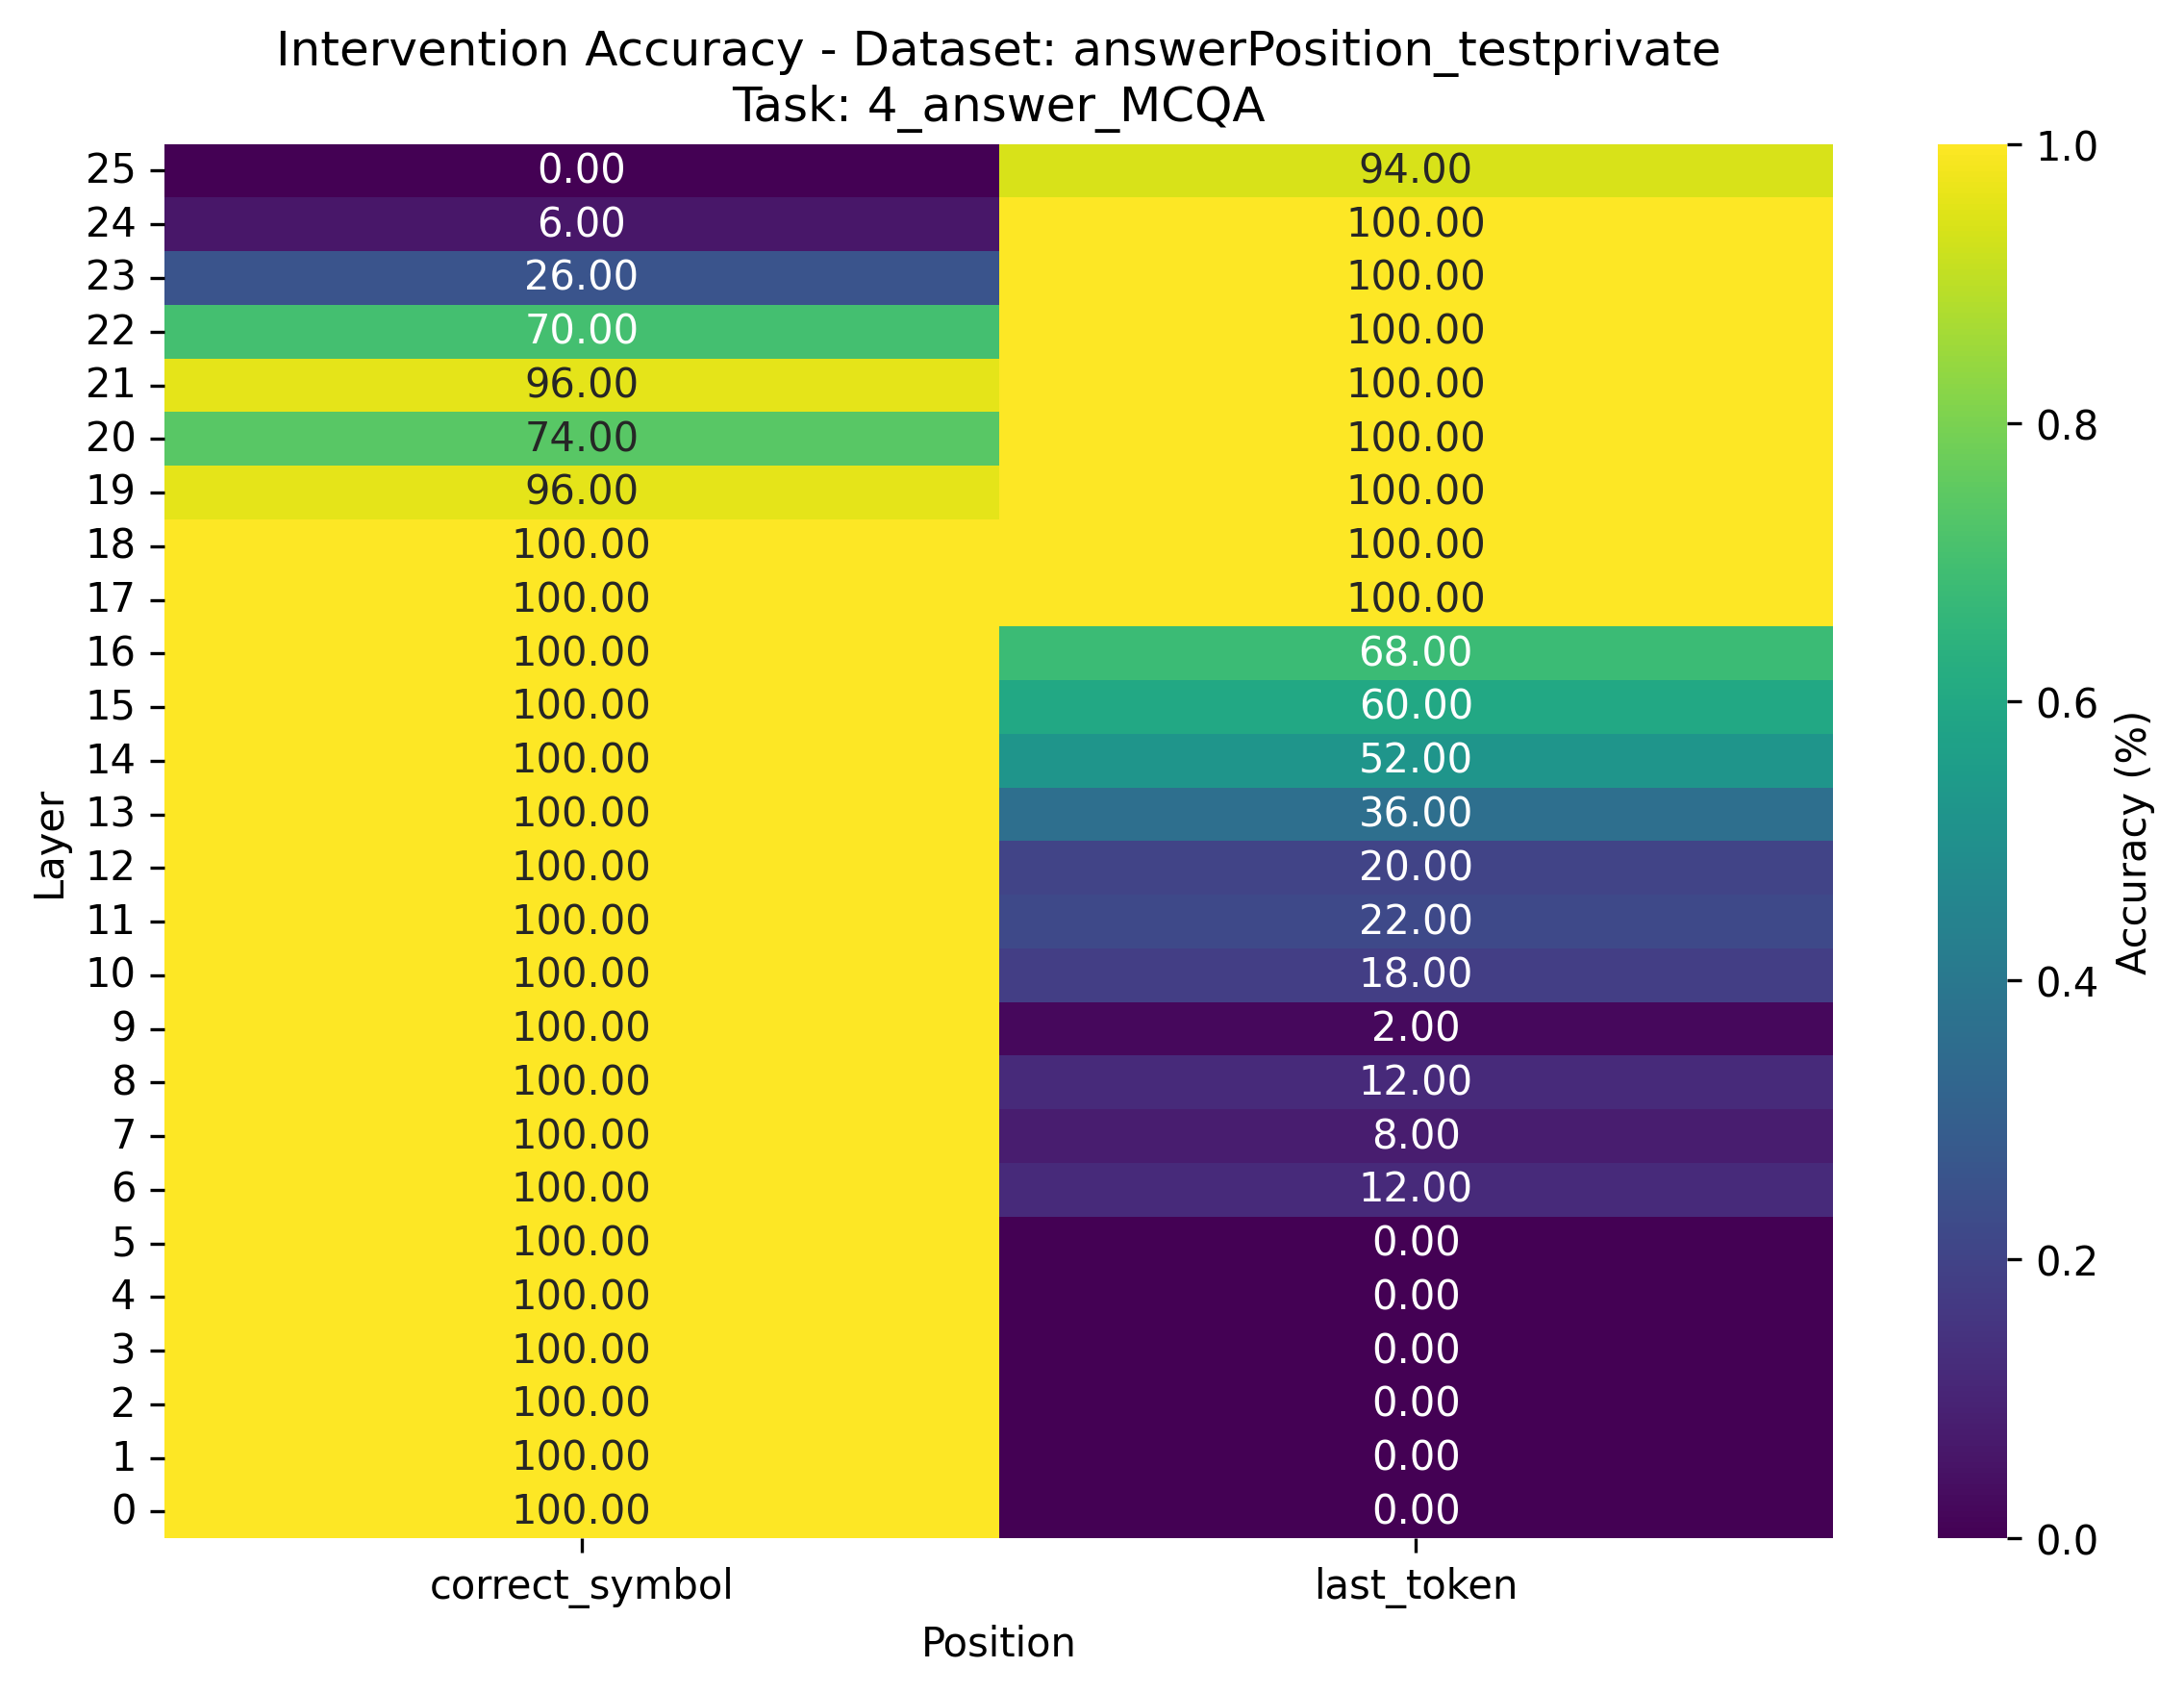 Intervention Accuracy - Dataset: answerPosition_testprivate
Task: 4_answer_MCQA
25 0.00 94.00
24 6.00 100.00
23 26.00 100.00
22 70.00 100.00
21 96.00 100.00
20 74.00 100.00
19 96.00 100.00
18 100.00 100.00
17 100.00 100.00
16 100.00 68.00
15 100.00 60.00
14 100.00 52.00
13 100.00 36.00
12 100.00 20.00
11 100.00 22.00
10 100.00 18.00
9 100.00 2.00
8 100.00 12.00
7 100.00 8.00
6 100.00 12.00
5 100.00 0.00
4 100.00 0.00
3 100.00 0.00
2 100.00 0.00
1 100.00 0.00
0 100.00 0.00
correct_symbol last_token
Position
Layer
1.0
0.8
0.6
0.4
0.2
0.0
Accuracy (%)